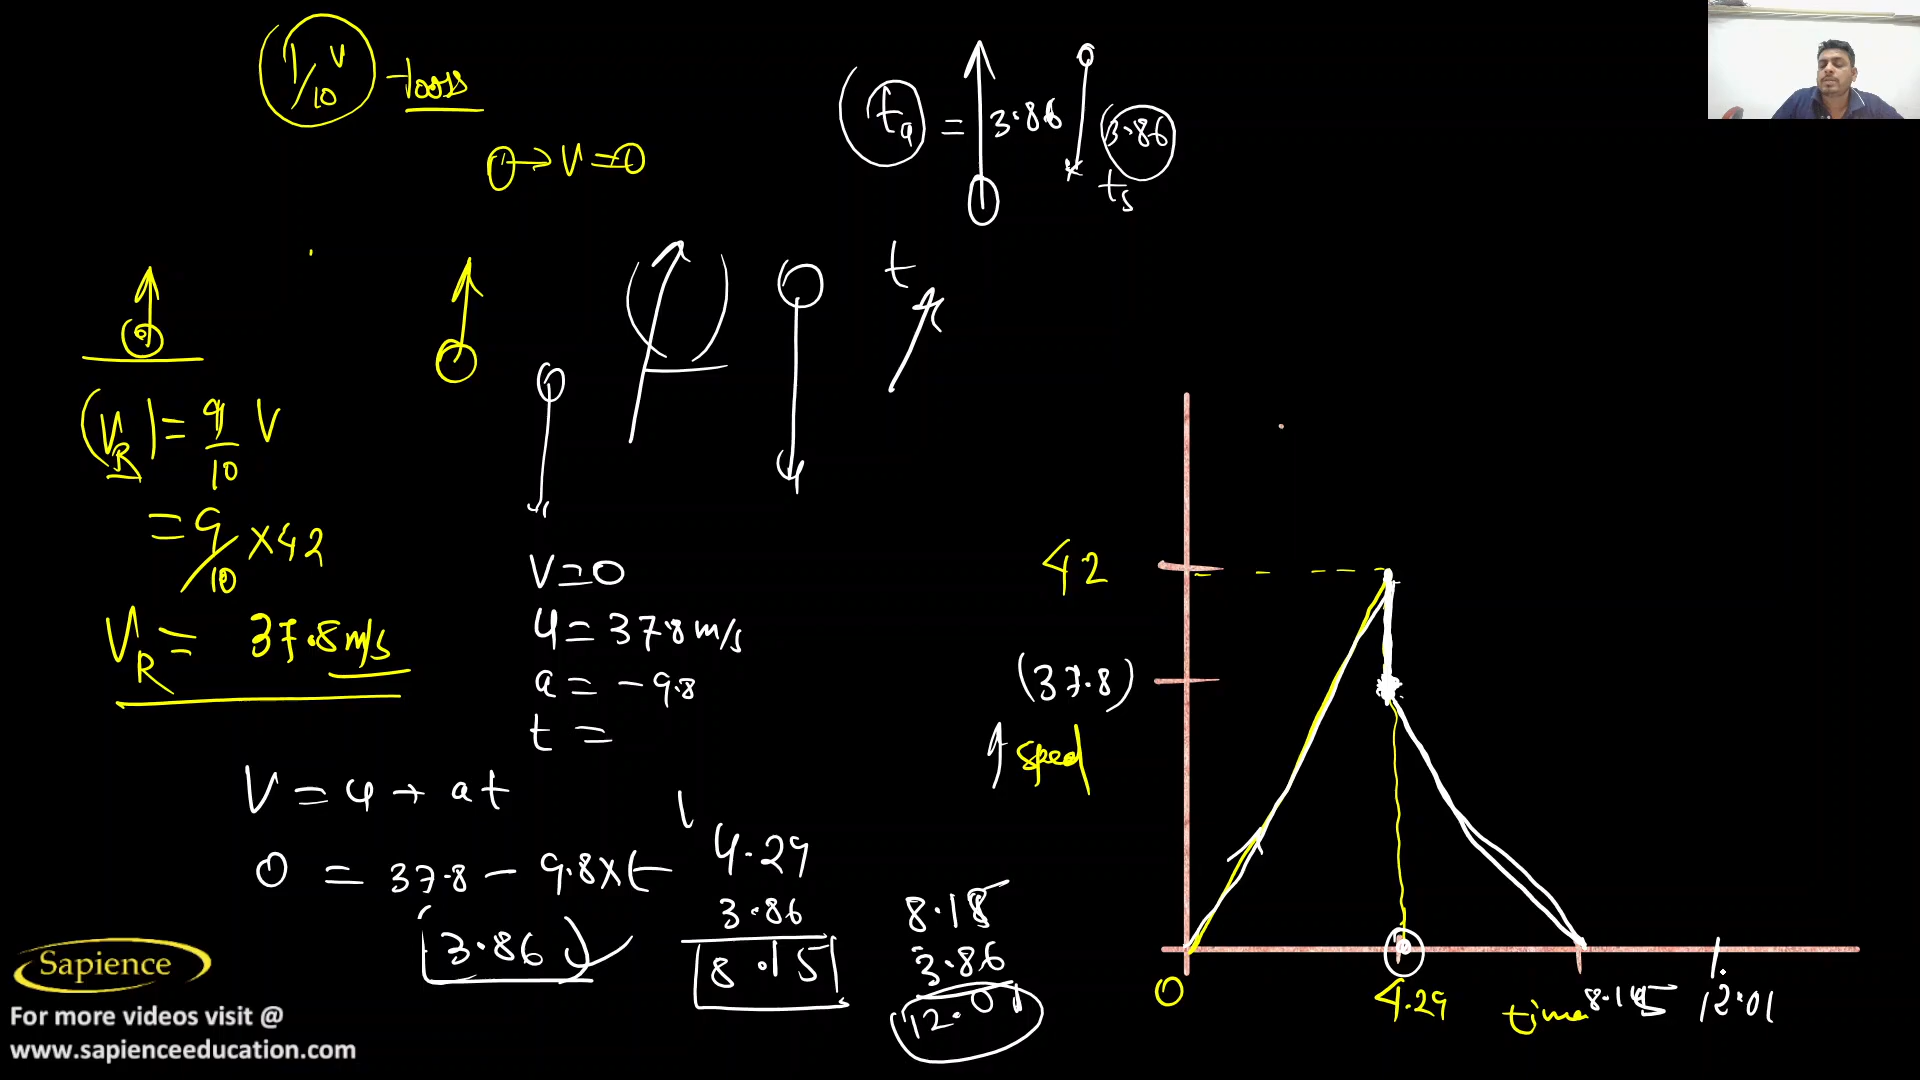 1/10 V - loss
0 → V = 0
(ta = 3.86 3.86
ts
t
(VR) = 9/10 V
= 9/10 × 42
VR = 37.8 m/s
V = 0
u = 37.8 m/s
a = - 9.8
t =
V = u + at
0 = 37.8 - 9.8 × t
3.86
4.29
3.86
8.15
8.15
3.86
12.01
42
(37.8)
↑ speed
0
4.29
time
8.15
12.01
Sapience
For more videos visit @
www.sapienceeducation.com